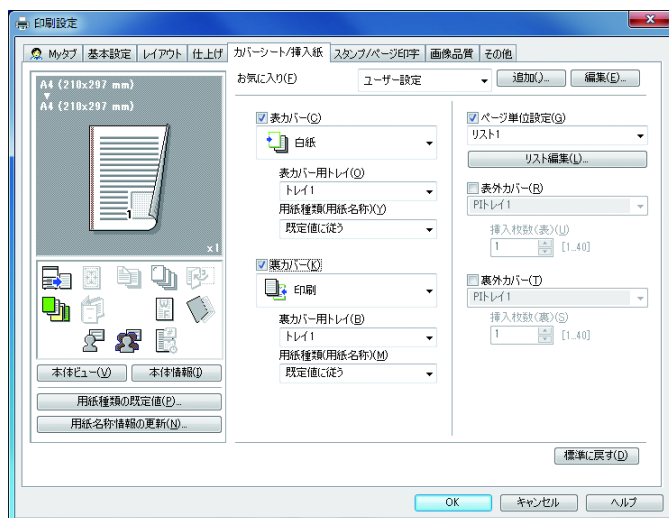 印刷設定
Myタブ 基本設定 レイアウト 仕上げ カバーシート/挿入紙 スタンプ/ページ印字 画像品質 その他
A4 (210x297 mm)
A4 (210x297 mm)
1
x1
本体ビュー(V) 本体情報(I)
用紙種類の既定値(P)...
用紙名称情報の更新(N)...
お気に入り(F) ユーザー設定 追加()... 編集(E)...
表カバー(C)
白紙
表カバー用トレイ(O)
トレイ1
用紙種類(用紙名称)(Y)
既定値に従う
裏カバー(K)
印刷
裏カバー用トレイ(B)
トレイ1
用紙種類(用紙名称)(M)
既定値に従う
ページ単位設定(G)
リスト1
リスト編集(L)...
表外カバー(R)
PIトレイ1
挿入枚数(表)(U)
1 [1..40]
裏外カバー(T)
PIトレイ1
挿入枚数(裏)(S)
1 [1..40]
標準に戻す(D)
OK キャンセル ヘルプ